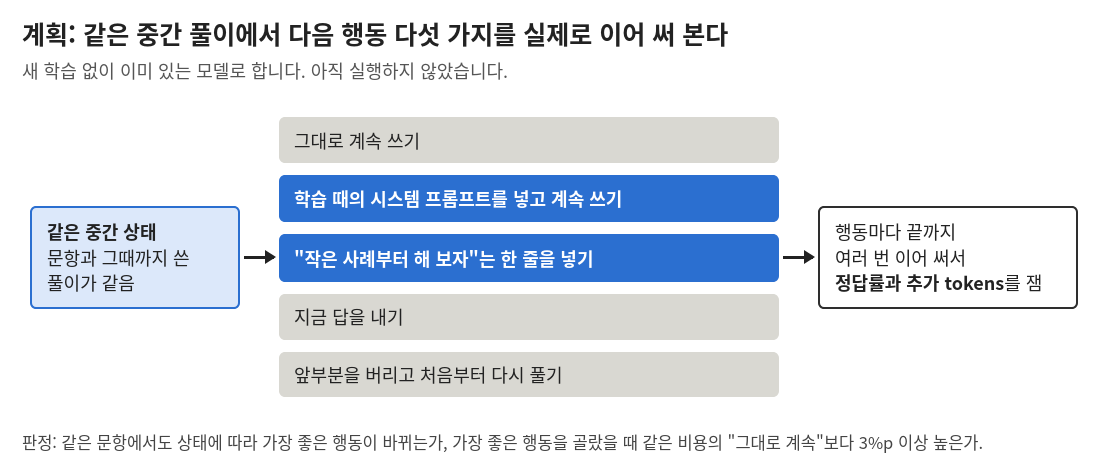 계획: 같은 중간 풀이에서 다음 행동 다섯 가지를 실제로 이어 써 본다
새 학습 없이 이미 있는 모델로 합니다. 아직 실행하지 않았습니다.
같은 중간 상태
문항과 그때까지 쓴
풀이가 같음
그대로 계속 쓰기
학습 때의 시스템 프롬프트를 넣고 계속 쓰기
"작은 사례부터 해 보자"는 한 줄을 넣기
지금 답을 내기
앞부분을 버리고 처음부터 다시 풀기
행동마다 끝까지
여러 번 이어 써서
정답률과 추가 tokens를 잼
판정: 같은 문항에서도 상태에 따라 가장 좋은 행동이 바뀌는가, 가장 좋은 행동을 골랐을 때 같은 비용의 "그대로 계속"보다 3%p 이상 높은가.